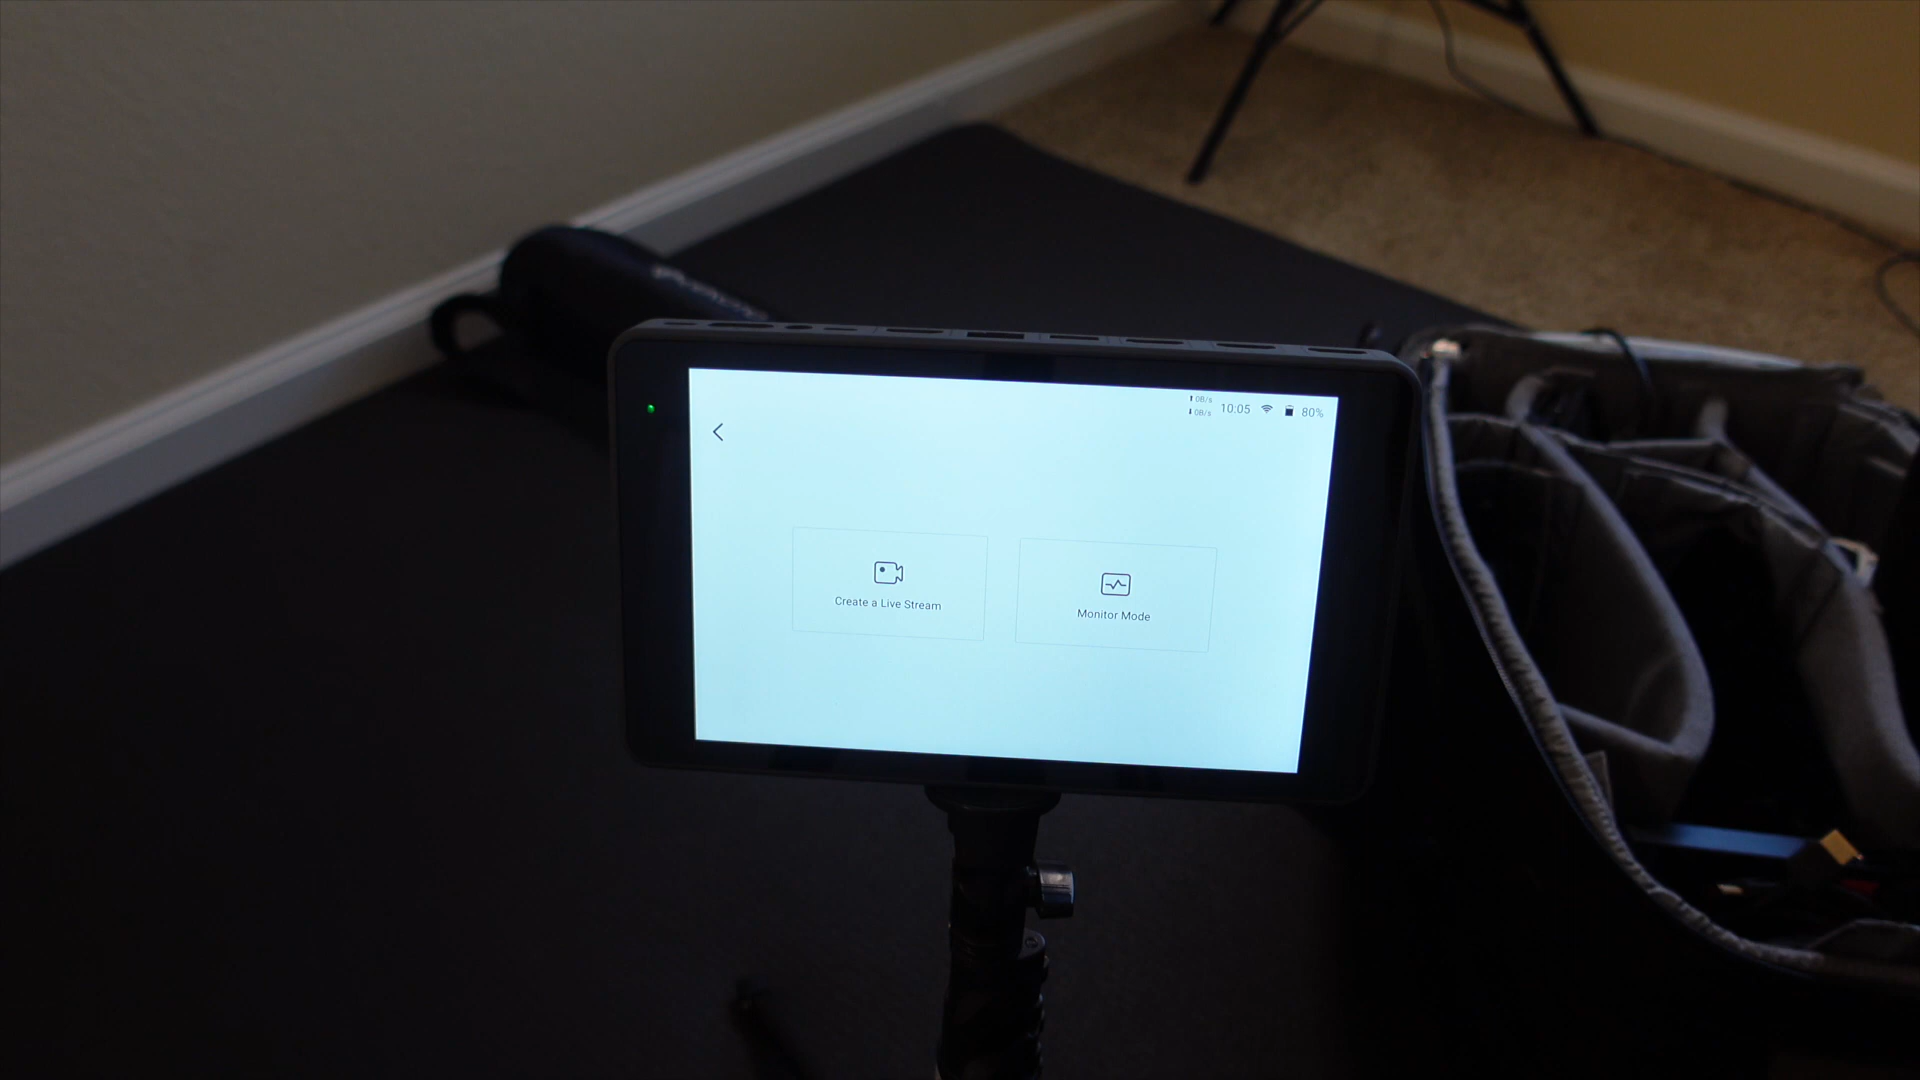 ↑ 0B/s
↓ 0B/s
10:05
80%
Create a Live Stream
Monitor Mode